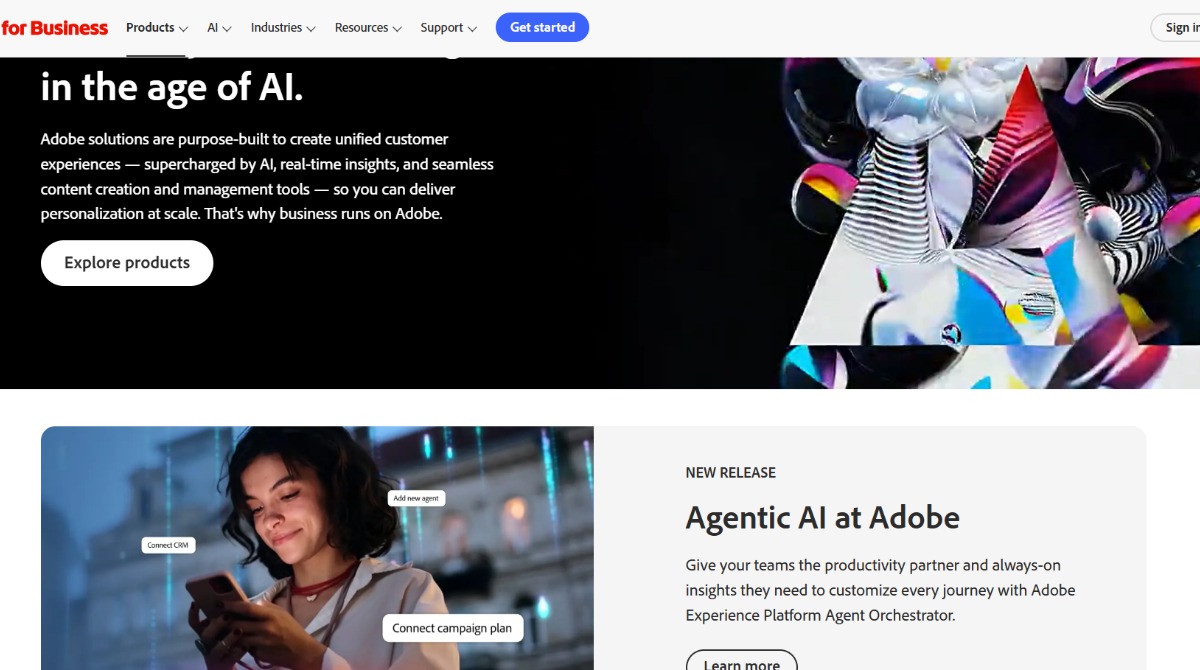 for Business Products AI Industries Resources Support Get started Sign in
in the age of AI.
Adobe solutions are purpose-built to create unified customer
experiences — supercharged by AI, real-time insights, and seamless
content creation and management tools — so you can deliver
personalization at scale. That's why business runs on Adobe.
Explore products
Add new agent
Connect CRM
Connect campaign plan
NEW RELEASE
Agentic AI at Adobe
Give your teams the productivity partner and always-on
insights they need to customize every journey with Adobe
Experience Platform Agent Orchestrator.
Learn more